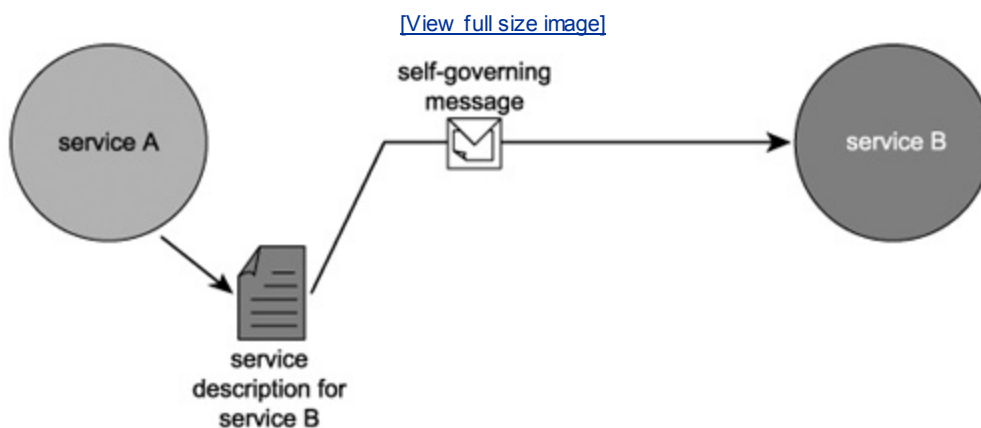 [View full size image]
self-governing
message
service A
service B
service
description for
service B